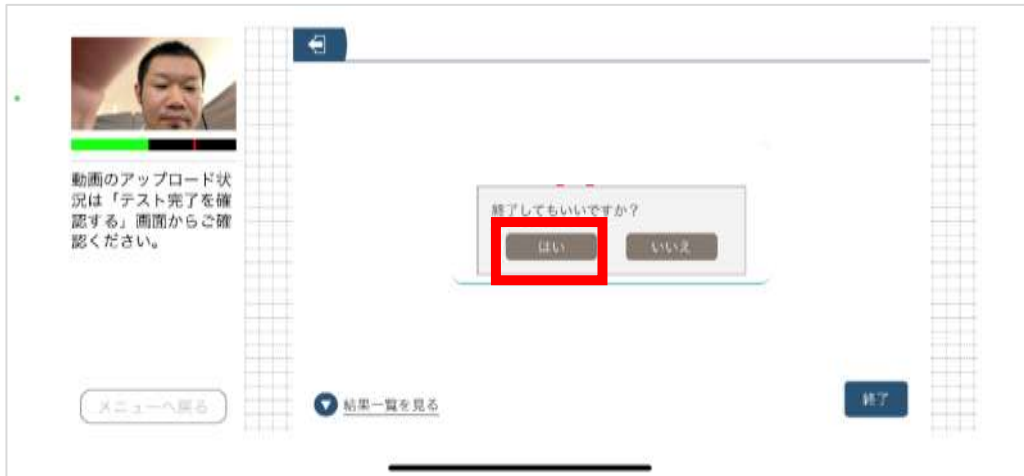 動画のアップロード状
況は「テスト完了を確
認する」画面からご確
認ください。
終了してもいいですか？
はい
いいえ
メニューへ戻る
結果一覧を見る
終了